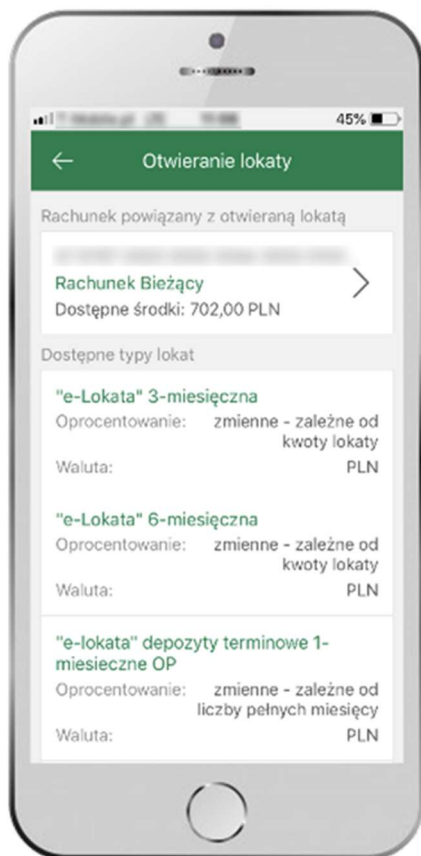 45%
Otwieranie lokaty
Rachunek powiązany z otwieraną lokatą
Rachunek Bieżący
Dostępne środki: 702,00 PLN
Dostępne typy lokat
"e-Lokata" 3-miesięczna
Oprocentowanie: zmienne - zależne od
kwoty lokaty
Waluta: PLN
"e-Lokata" 6-miesięczna
Oprocentowanie: zmienne - zależne od
kwoty lokaty
Waluta: PLN
"e-lokata" depozyty terminowe 1-
miesieczne OP
Oprocentowanie: zmienne - zależne od
liczby pełnych miesięcy
Waluta: PLN